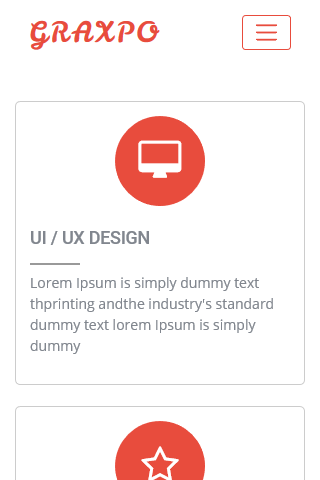 GRAXPO
UI / UX DESIGN
Lorem Ipsum is simply dummy text
thprinting andthe industry's standard
dummy text lorem Ipsum is simply
dummy